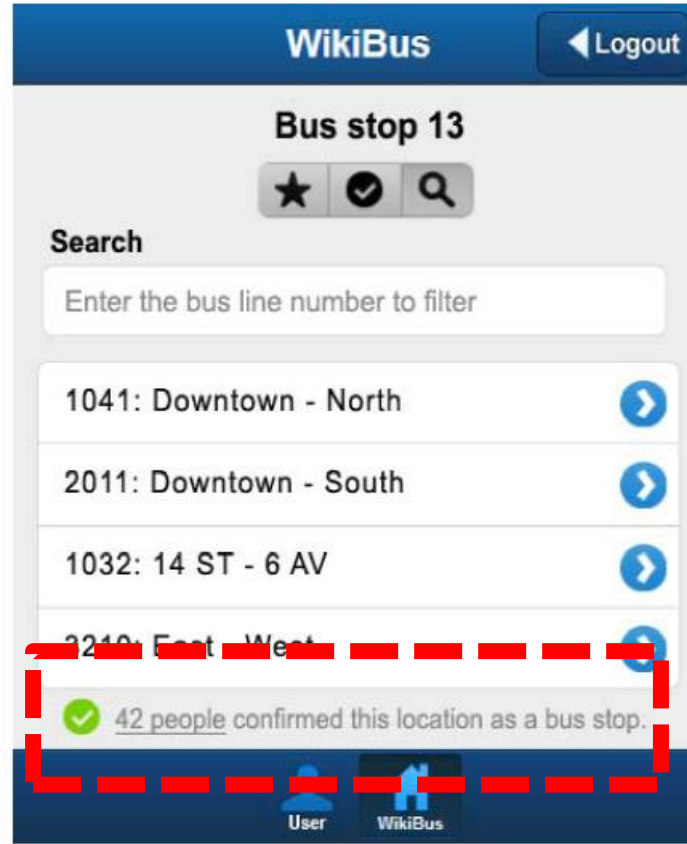 WikiBus
Logout
Bus stop 13
Search
Enter the bus line number to filter
1041: Downtown - North
2011: Downtown - South
1032: 14 ST - 6 AV
3210: East - West
42 people confirmed this location as a bus stop.
User
WikiBus